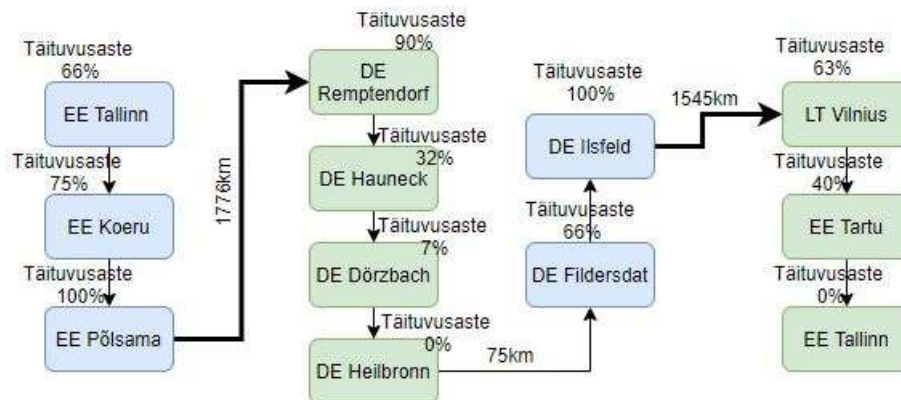 Täituvusaste
66%
EE Tallinn
Täituvusaste
75%
EE Koeru
Täituvusaste
100%
EE Põlsama
1776km
Täituvusaste
90%
DE
Remptendorf
Täituvusaste
32%
DE Hauneck
Täituvusaste
7%
DE Dörzbach
Täituvusaste
0%
DE Heilbronn
75km
Täituvusaste
100%
DE Ilsfeld
Täituvusaste
66%
DE Fildersdat
1545km
Täituvusaste
63%
LT Vilnius
Täituvusaste
40%
EE Tartu
Täituvusaste
0%
EE Tallinn